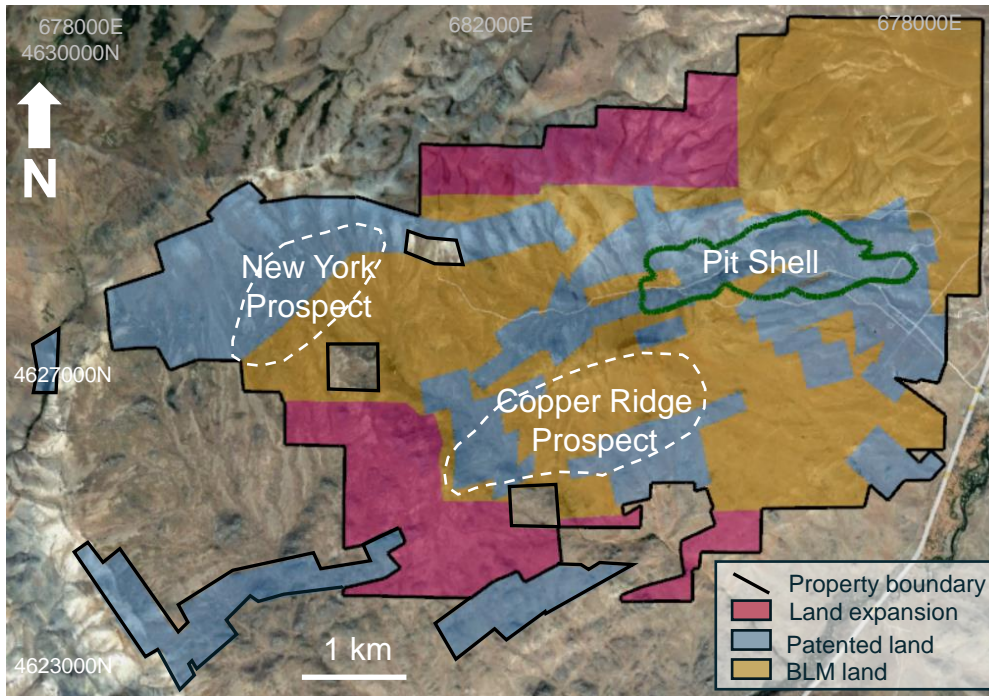 678000E
682000E
678000E
4630000N
N
New York
Prospect
Pit Shell
4627000N
Copper Ridge
Prospect
Property boundary
Land expansion
Patented land
BLM land
1 km
4623000N